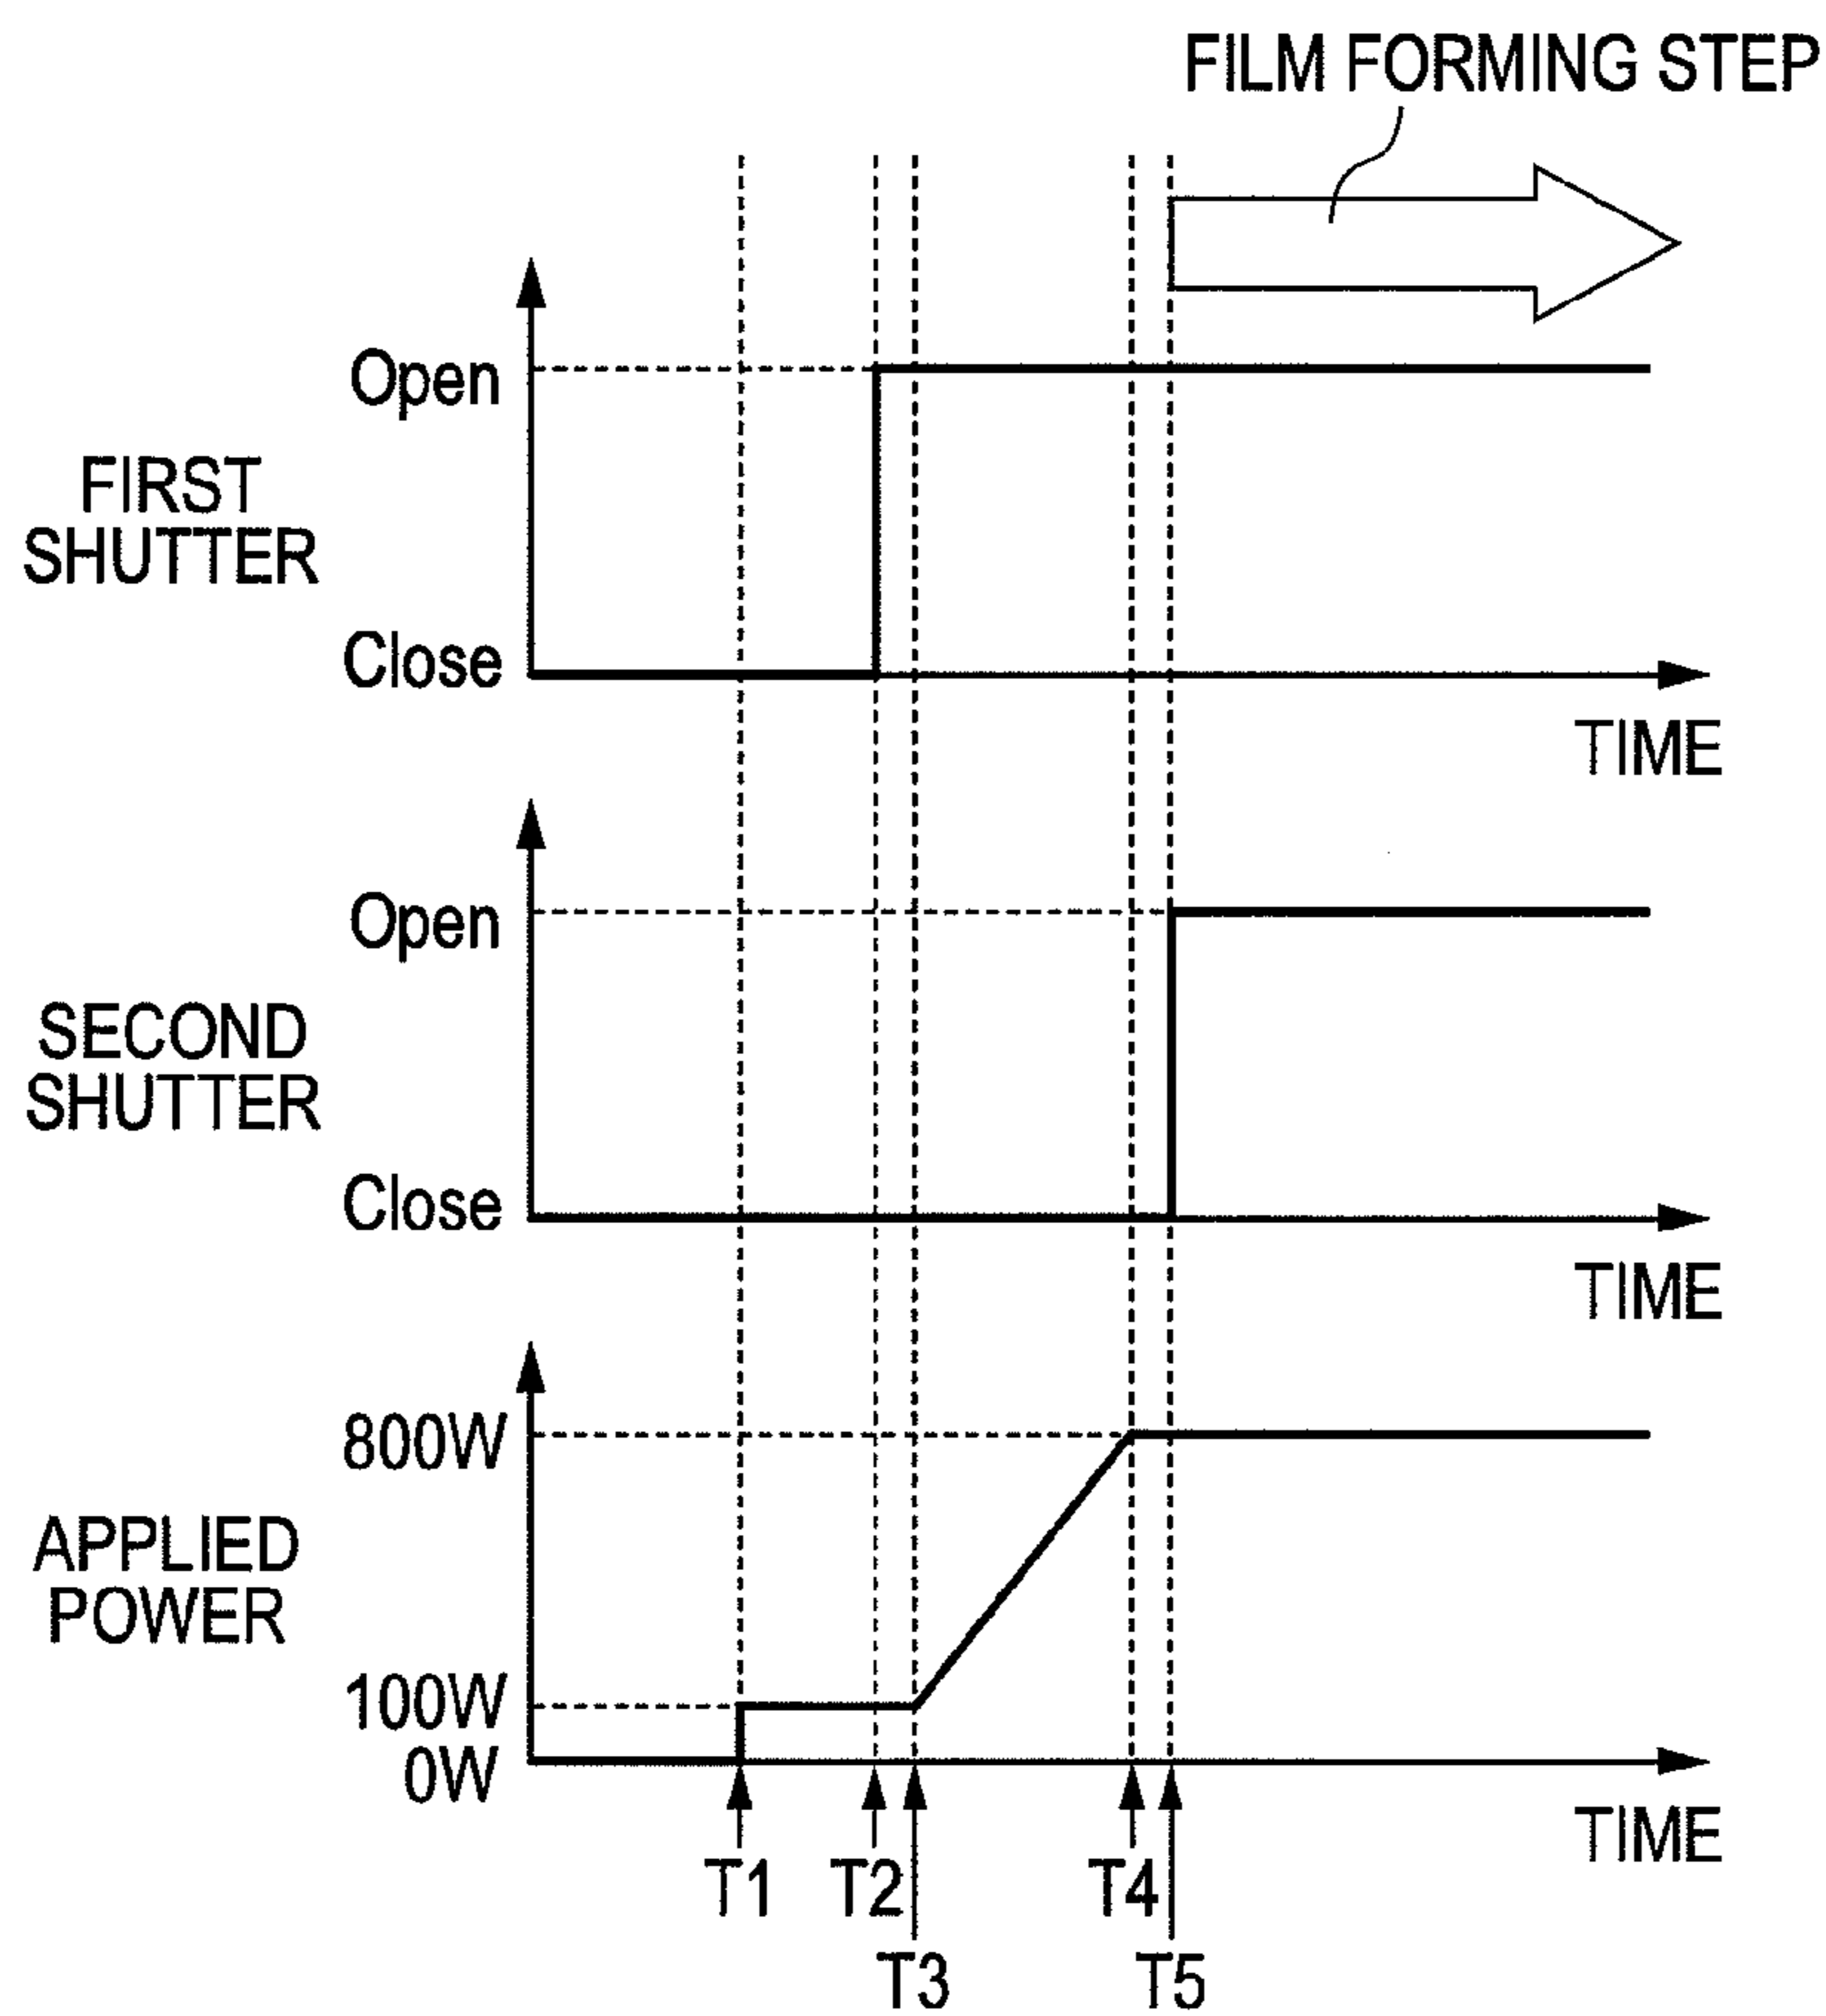 FILM FORMING STEP
Open
FIRST
SHUTTER
Close
TIME
Open
SECOND
SHUTTER
Close
TIME
800W
APPLIED
POWER
100W
0W
TIME
T1
T2
T4
T3
T5